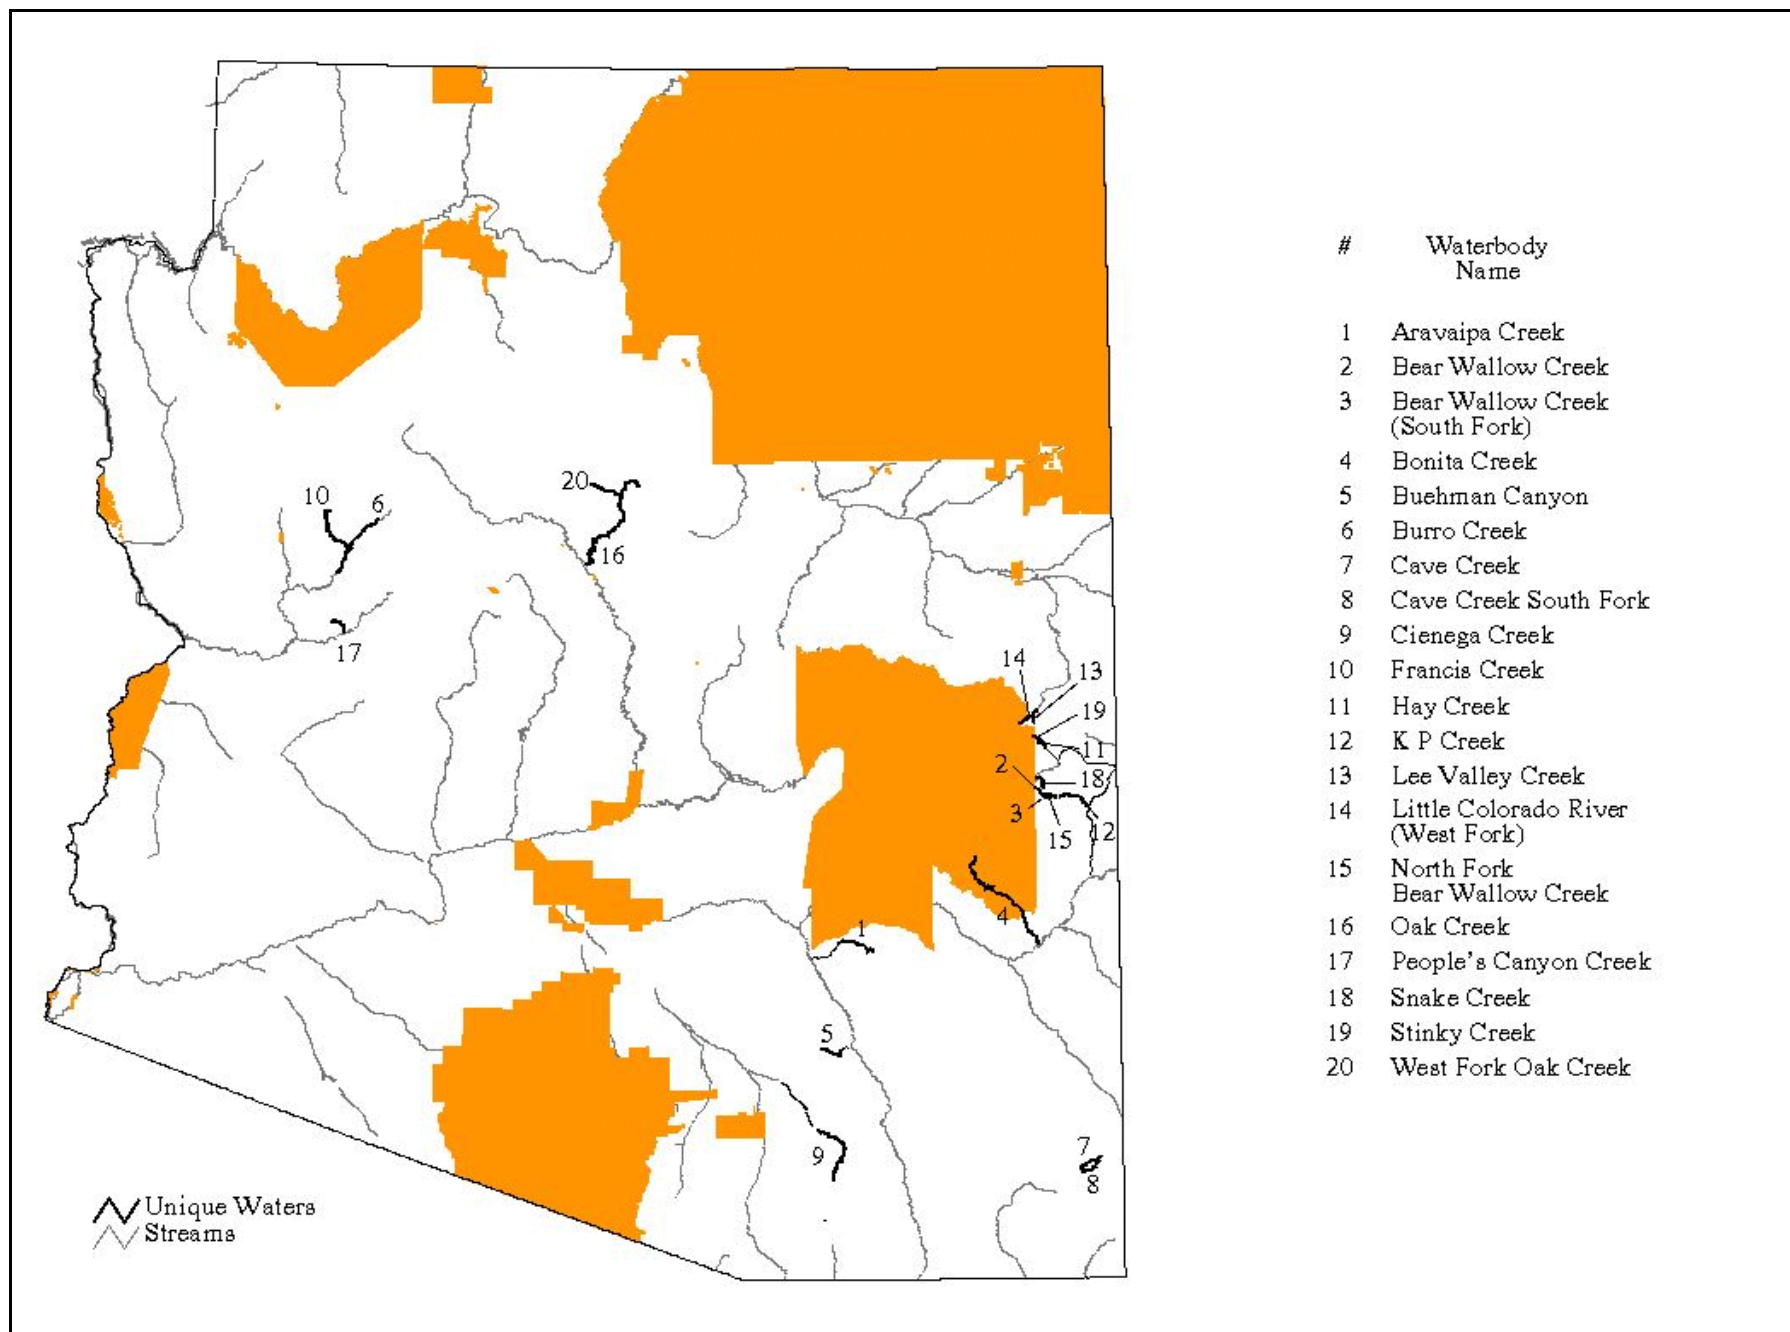 # Waterbody
Name
1 Aravaipa Creek
2 Bear Wallow Creek
3 Bear Wallow Creek
(South Fork)
4 Bonita Creek
5 Buehman Canyon
6 Burro Creek
7 Cave Creek
8 Cave Creek South Fork
9 Cienega Creek
10 Francis Creek
11 Hay Creek
12 K P Creek
13 Lee Valley Creek
14 Little Colorado River
(West Fork)
15 North Fork
Bear Wallow Creek
16 Oak Creek
17 People's Canyon Creek
18 Snake Creek
19 Stinky Creek
20 West Fork Oak Creek
20
10
6
16
17
14
13
19
11
2
18
3
15
12
4
1
5
9
7
8
Unique Waters
Streams